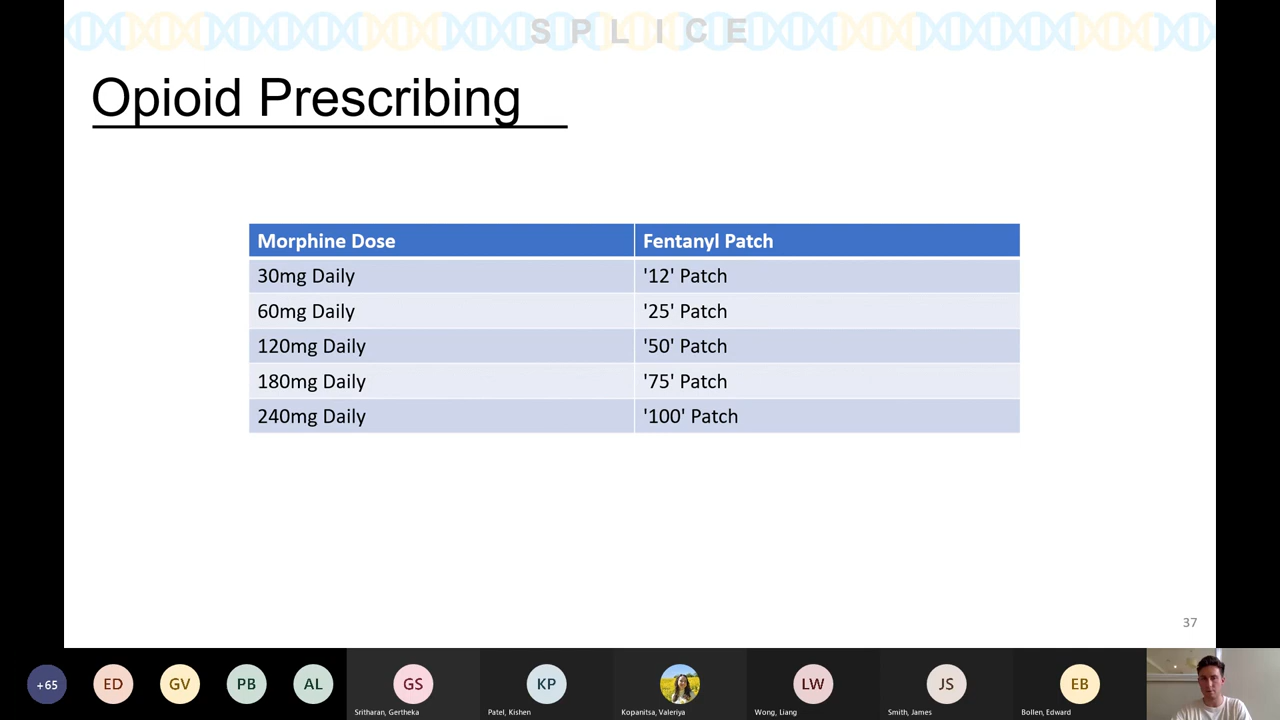 S P L I C E
Opioid Prescribing
Morphine Dose Fentanyl Patch
30mg Daily '12' Patch
60mg Daily '25' Patch
120mg Daily '50' Patch
180mg Daily '75' Patch
240mg Daily '100' Patch
37
+65 ED GV PB AL GS KP LW JS EB
Sritharan, Gertheka Patel, Kishen Kopanitsa, Valeriya Wong, Liang Smith, James Bollen, Edward